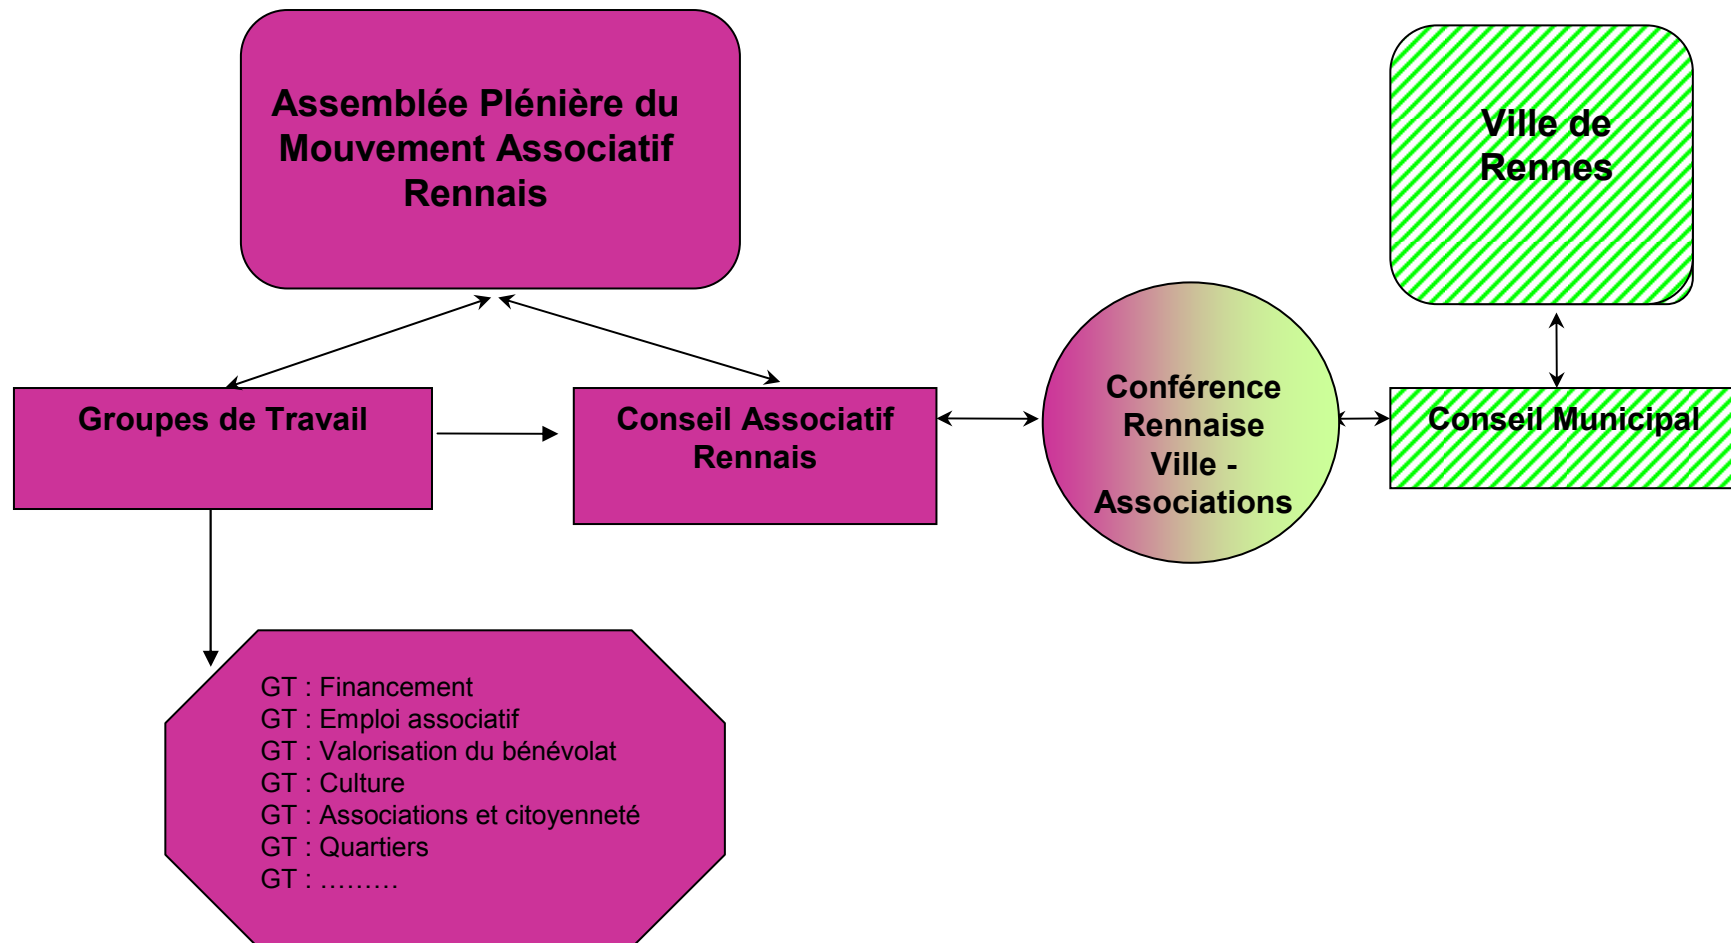 Assemblée Plénière du
Mouvement Associatif
Rennais
Ville de
Rennes
Groupes de Travail
Conseil Associatif
Rennais
Conférence
Rennaise
Ville -
Associations
Conseil Municipal
GT : Financement
GT : Emploi associatif
GT : Valorisation du bénévolat
GT : Culture
GT : Associations et citoyenneté
GT : Quartiers
GT : ………